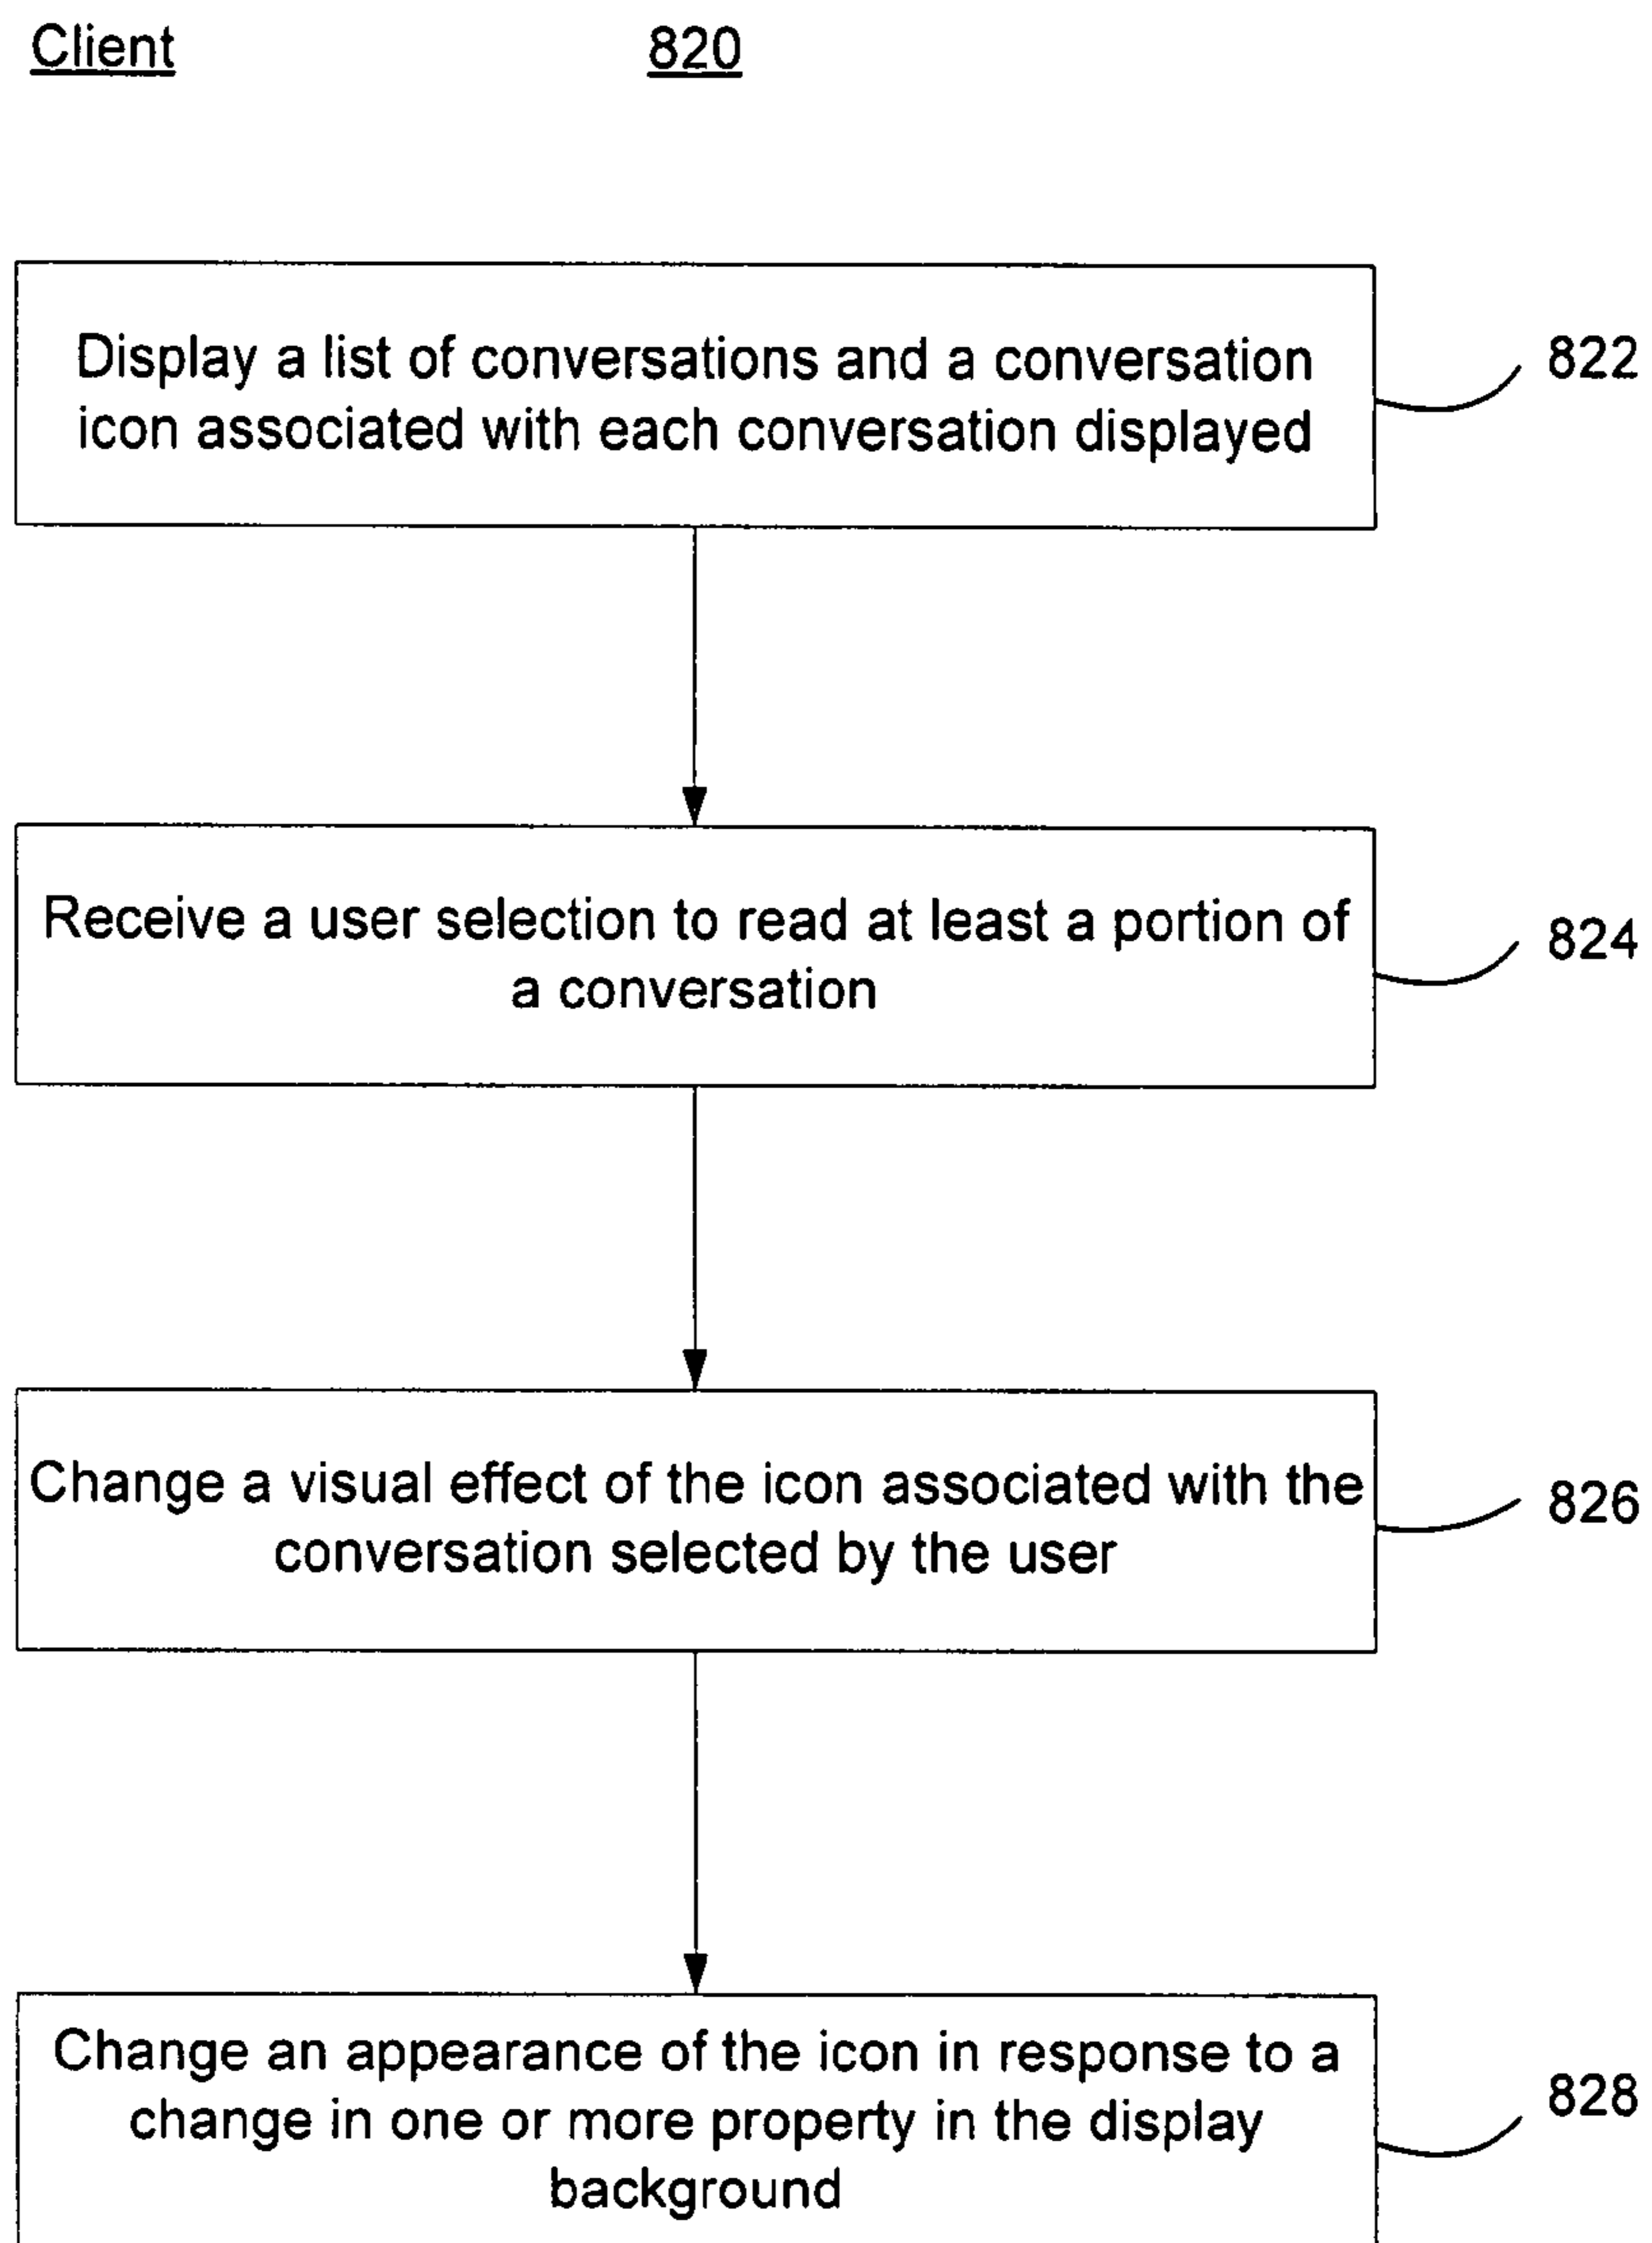 Client
820
Display a list of conversations and a conversation
icon associated with each conversation displayed
822
Receive a user selection to read at least a portion of
a conversation
824
Change a visual effect of the icon associated with the
conversation selected by the user
826
Change an appearance of the icon in response to a
change in one or more property in the display
background
828